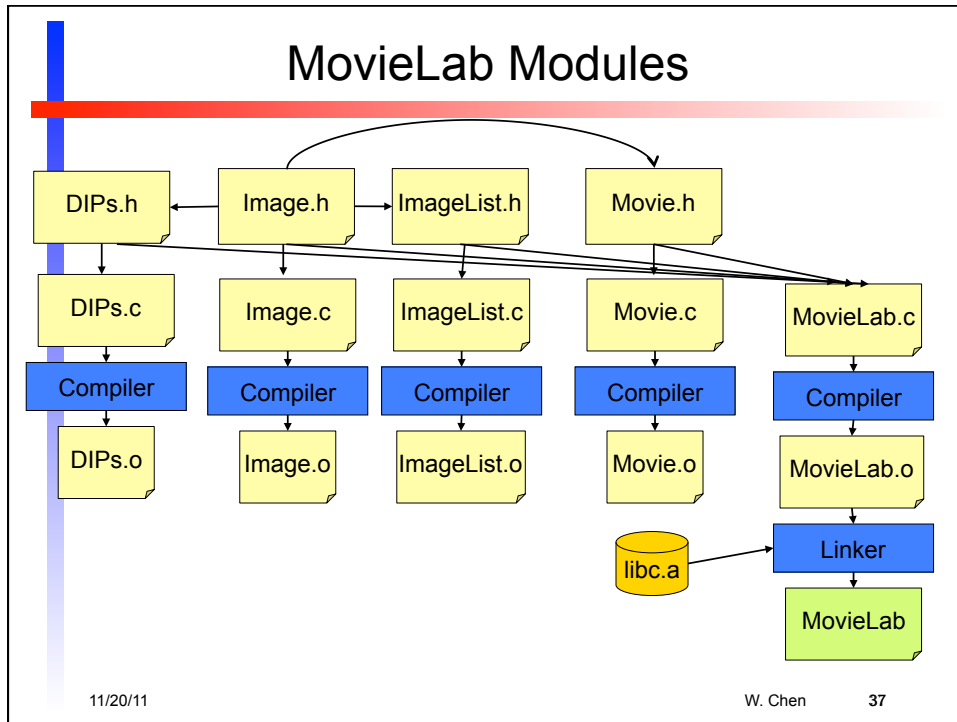 MovieLab Modules
DIPs.h
Image.h
ImageList.h
Movie.h
DIPs.c
Image.c
ImageList.c
Movie.c
MovieLab.c
Compiler
Compiler
Compiler
Compiler
Compiler
DIPs.o
Image.o
ImageList.o
Movie.o
MovieLab.o
libc.a
Linker
MovieLab
11/20/11
W. Chen
37